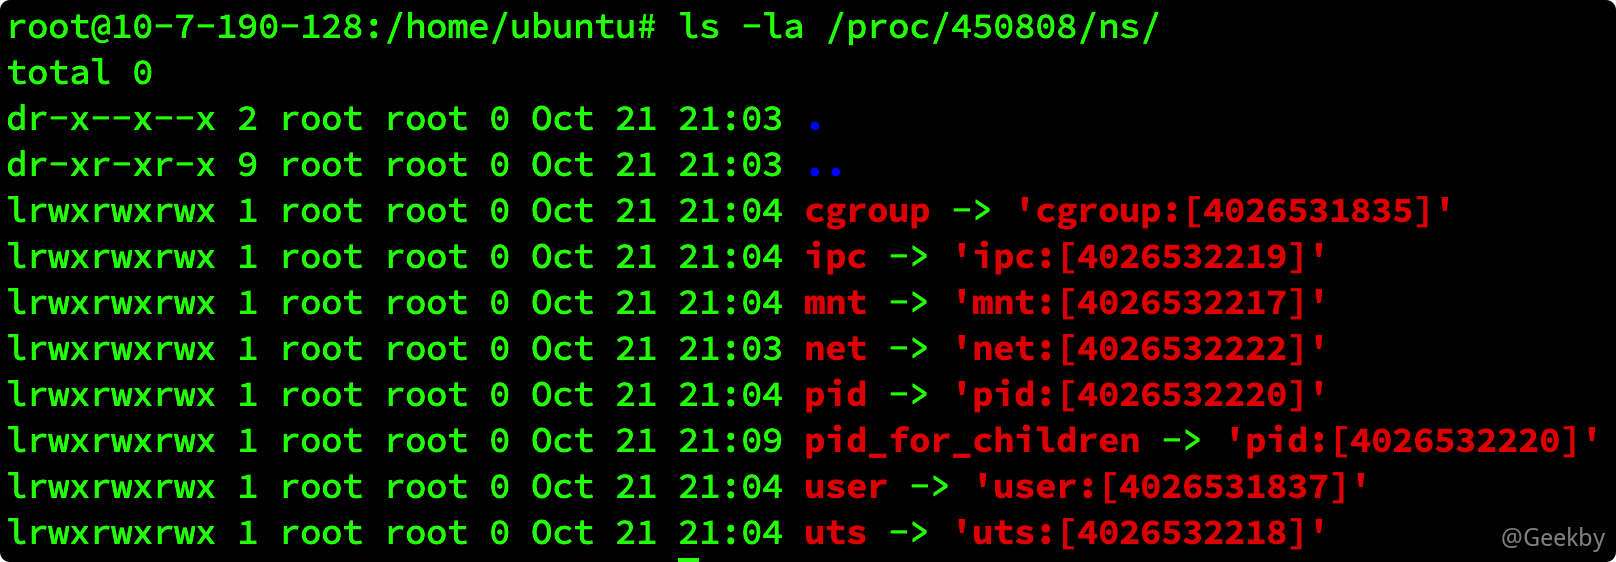 root@10-7-190-128:/home/ubuntu# ls -la /proc/450808/ns/
total 0
dr-x--x--x 2 root root 0 Oct 21 21:03 .
dr-xr-xr-x 9 root root 0 Oct 21 21:03 ..
lrwxrwxrwx 1 root root 0 Oct 21 21:04 cgroup -> 'cgroup:[4026531835]'
lrwxrwxrwx 1 root root 0 Oct 21 21:04 ipc -> 'ipc:[4026532219]'
lrwxrwxrwx 1 root root 0 Oct 21 21:04 mnt -> 'mnt:[4026532217]'
lrwxrwxrwx 1 root root 0 Oct 21 21:03 net -> 'net:[4026532222]'
lrwxrwxrwx 1 root root 0 Oct 21 21:04 pid -> 'pid:[4026532220]'
lrwxrwxrwx 1 root root 0 Oct 21 21:09 pid_for_children -> 'pid:[4026532220]'
lrwxrwxrwx 1 root root 0 Oct 21 21:04 user -> 'user:[4026531837]'
lrwxrwxrwx 1 root root 0 Oct 21 21:04 uts -> 'uts:[4026532218]'
@Geekby